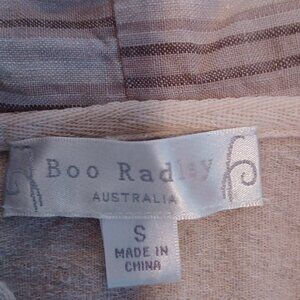 Boo Radley
AUSTRALIA
S
MADE IN
CHINA